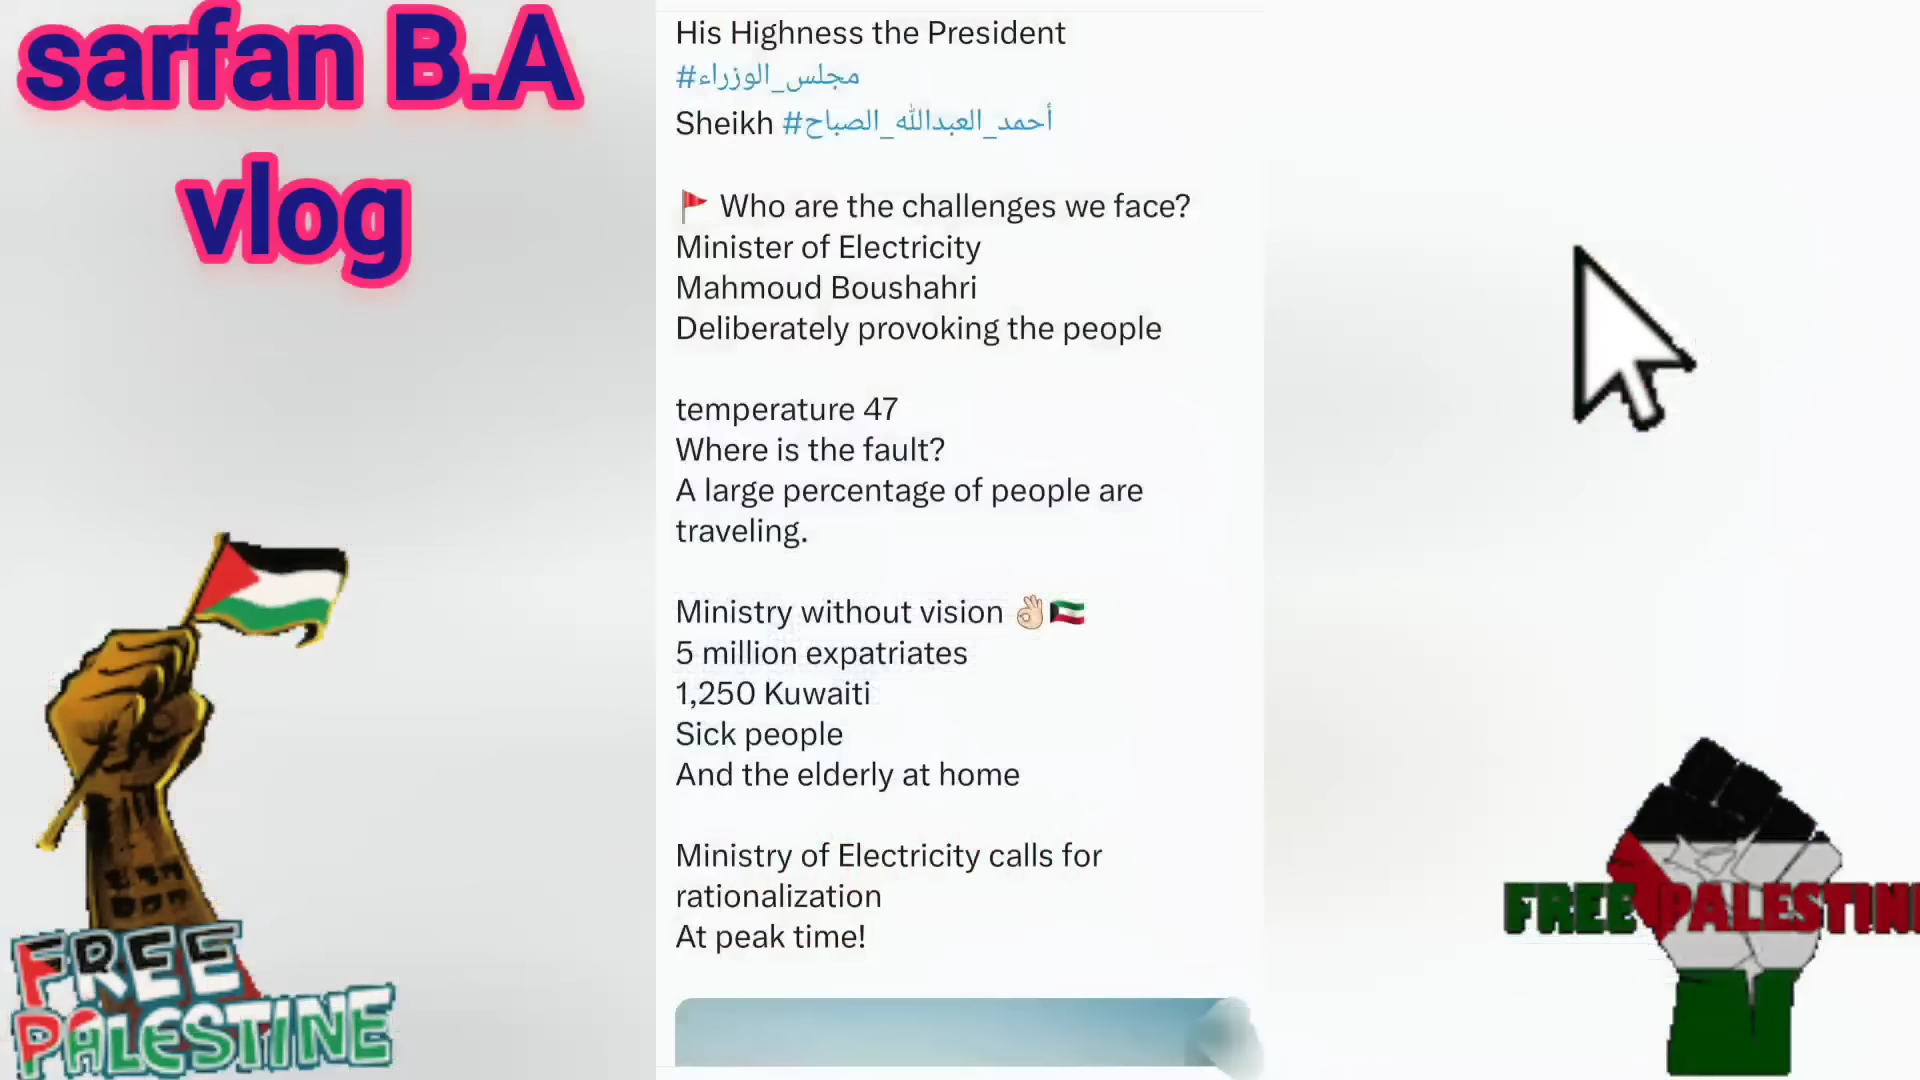 sarfan B.A
vlog
His Highness the President
#مجلس_الوزراء
Sheikh #أحمد_العبدالله_الصباح
🚩 Who are the challenges we face?
Minister of Electricity
Mahmoud Boushahri
Deliberately provoking the people
temperature 47
Where is the fault?
A large percentage of people are
traveling.
Ministry without vision 👌🏻🇰🇼
5 million expatriates
1,250 Kuwaiti
Sick people
And the elderly at home
Ministry of Electricity calls for
rationalization
At peak time!
FREE
PALESTINE
FREE PALESTIN